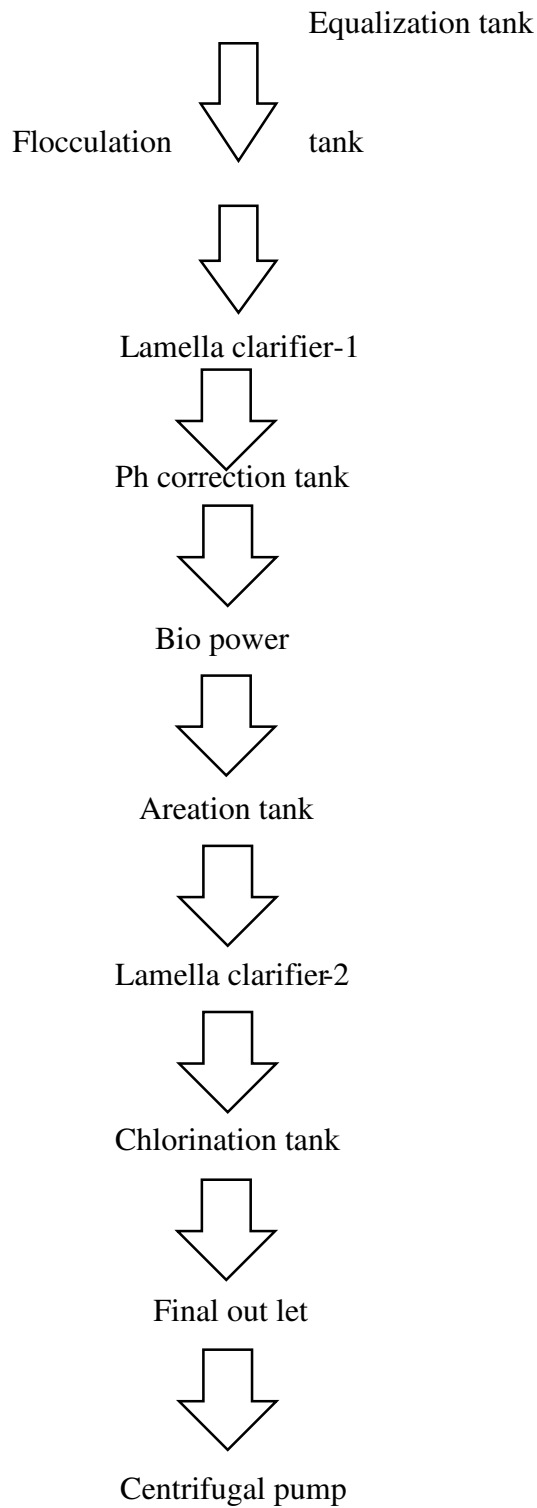 Equalization tank
Flocculation tank
Lamella clarifier-1
Ph correction tank
Bio power
Areation tank
Lamella clarifier-2
Chlorination tank
Final out let
Centrifugal pump